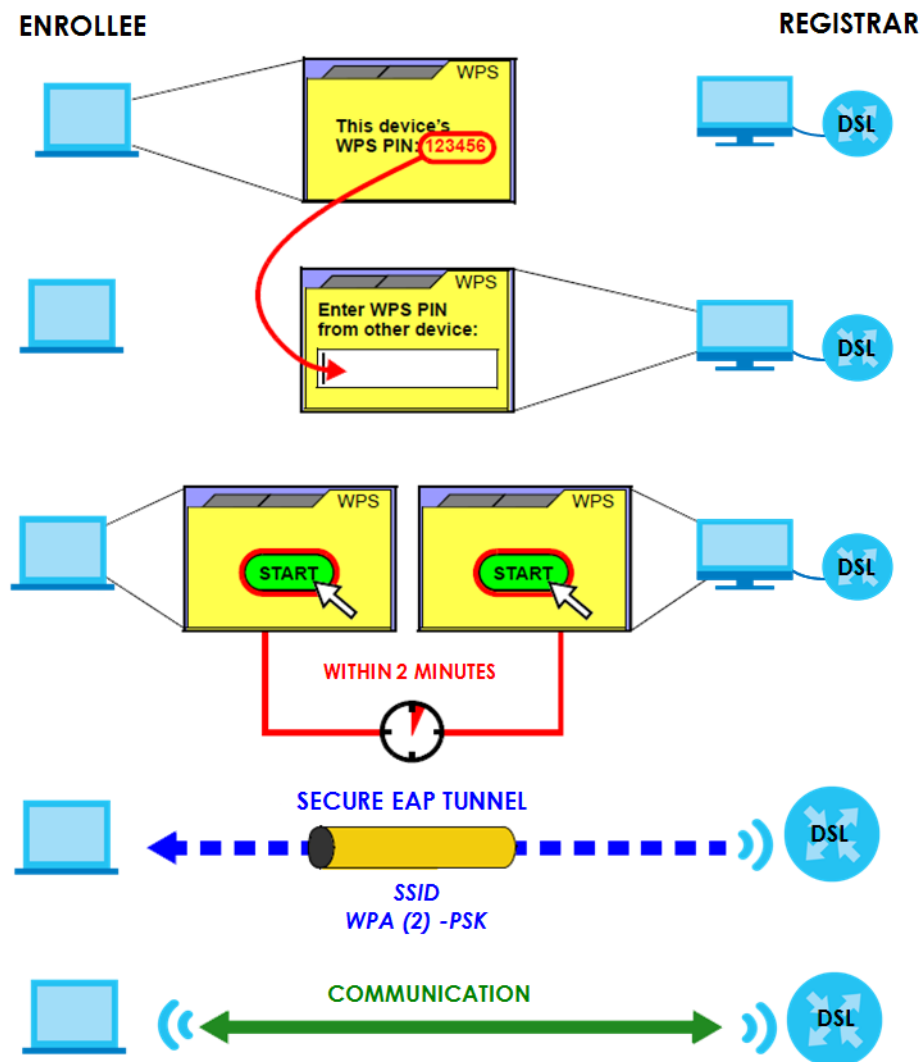 ENROLLEE
REGISTRAR
WPS
This device's
WPS PIN: 123456
DSL
WPS
Enter WPS PIN
from other device:
DSL
WPS
WPS
START
START
DSL
WITHIN 2 MINUTES
SECURE EAP TUNNEL
DSL
SSID
WPA (2) -PSK
COMMUNICATION
DSL